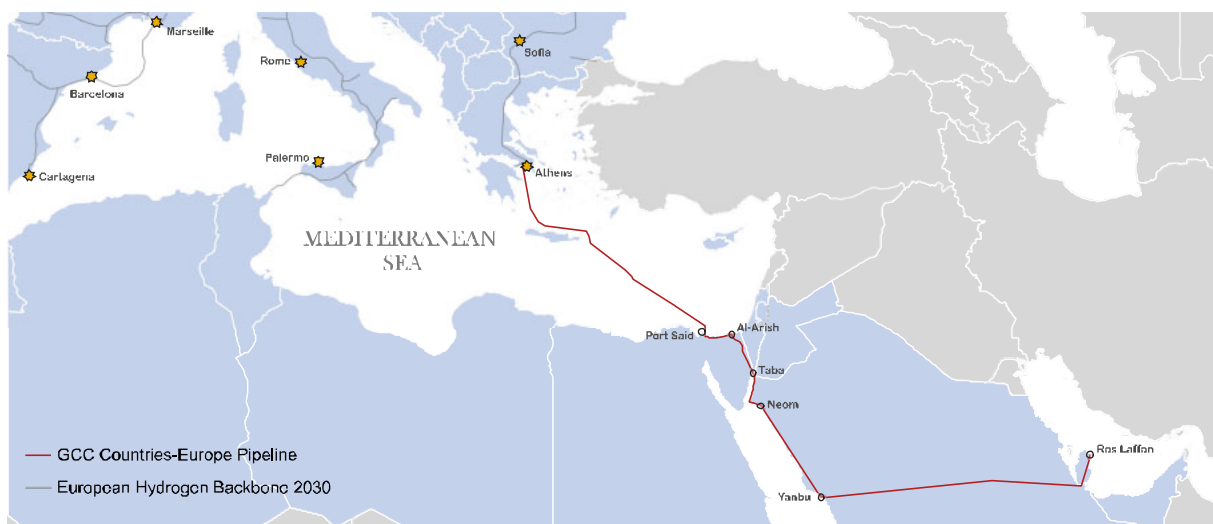 Marseille
Sofia
Rome
Barcelona
Palermo
Athens
Cartagena
MEDITERRANEAN
SEA
Port Said
Al-Arish
Taba
Neom
Ras Laffan
Yanbu
GCC Countries-Europe Pipeline
European Hydrogen Backbone 2030